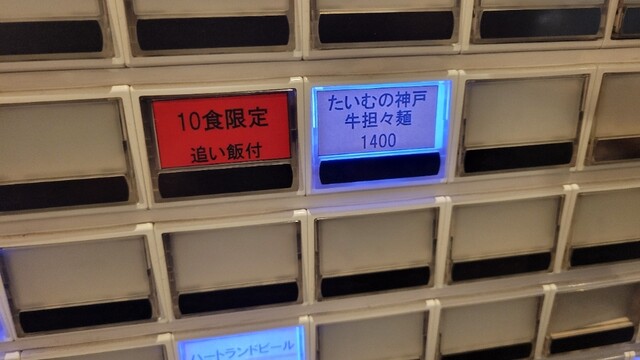 10食限定
追い飯付
たいむの神戸
牛担々麺
1400
ハートランドビール